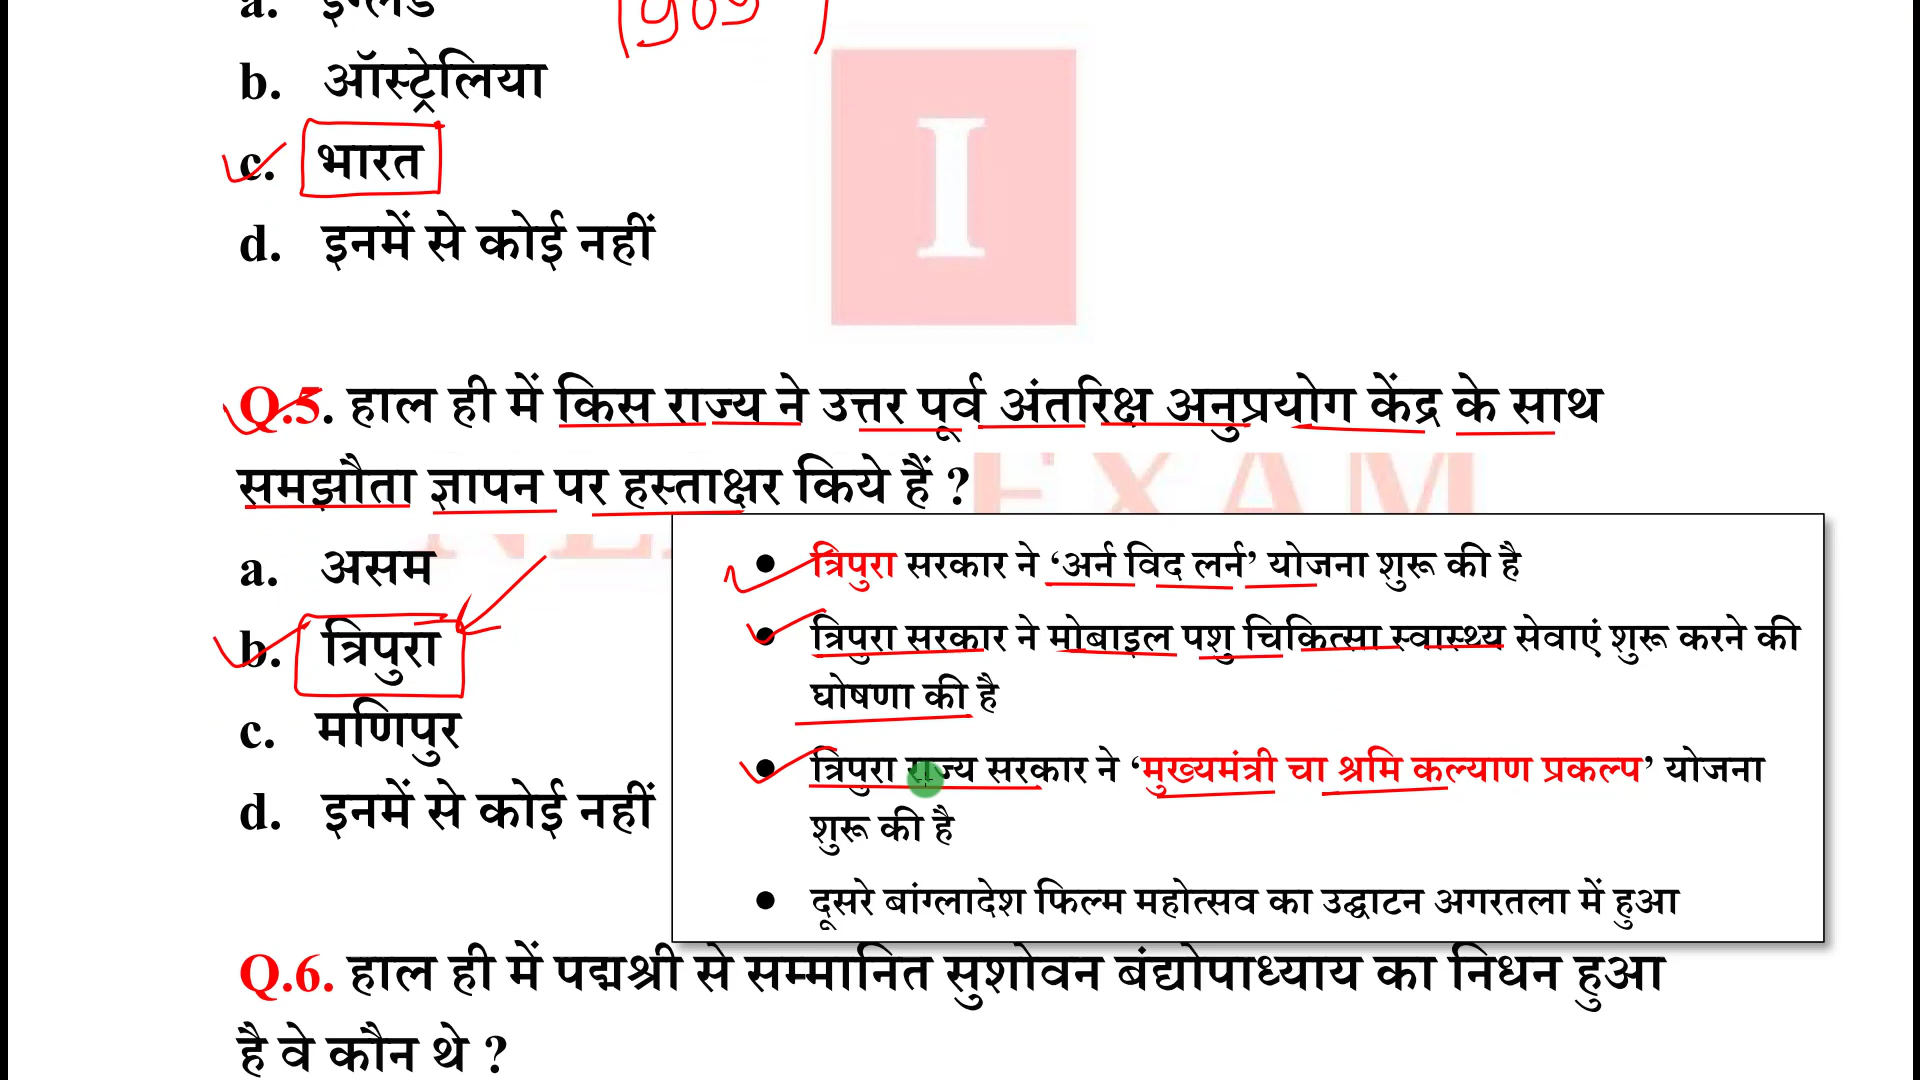 a. इंग्लैंड
b. ऑस्ट्रेलिया
c. भारत
d. इनमें से कोई नहीं
I
Q.5. हाल ही में किस राज्य ने उत्तर पूर्व अंतरिक्ष अनुप्रयोग केंद्र के साथ
समझौता ज्ञापन पर हस्ताक्षर किये हैं ?
EXAM
a. असम
b. त्रिपुरा
c. मणिपुर
d. इनमें से कोई नहीं
• त्रिपुरा सरकार ने ‘अर्न विद लर्न’ योजना शुरू की है
• त्रिपुरा सरकार ने मोबाइल पशु चिकित्सा स्वास्थ्य सेवाएं शुरू करने की
घोषणा की है
• त्रिपुरा राज्य सरकार ने ‘मुख्यमंत्री चा श्रमि कल्याण प्रकल्प’ योजना
शुरू की है
• दूसरे बांग्लादेश फिल्म महोत्सव का उद्घाटन अगरतला में हुआ
Q.6. हाल ही में पद्मश्री से सम्मानित सुशोवन बंद्योपाध्याय का निधन हुआ
है वे कौन थे ?